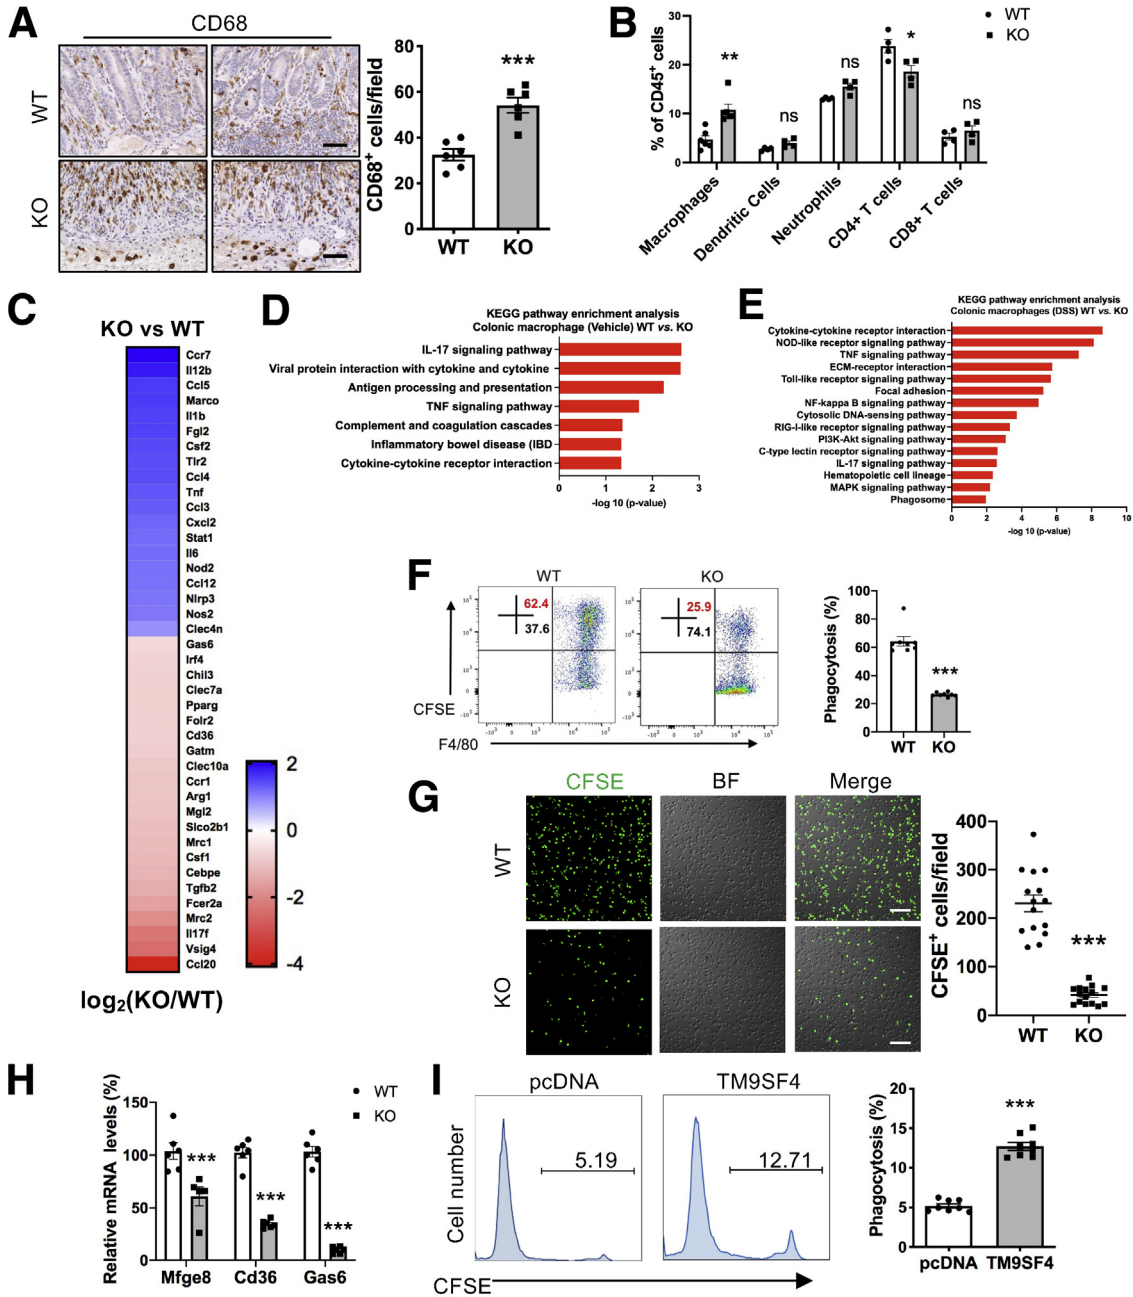 A
CD68
WT
KO
CD68+ cells/field
80
60
40
20
0
***
WT
KO
B
% of CD45+ cells
30
20
10
0
WT
KO
**
ns
ns
*
ns
Macrophages
Dendritic Cells
Neutrophils
CD4+ T cells
CD8+ T cells
C
KO vs WT
Ccr7
Il12b
Ccl5
Marco
Il1b
Fgl2
Csf2
Tlr2
Ccl4
Tnf
Ccl3
Cxcl2
Stat1
Il6
Nod2
Ccl12
Nlrp3
Nos2
Clec4n
Gas6
Irf4
Chil3
Clec7a
Pparg
Folr2
Cd36
Gatm
Clec10a
Ccr1
Arg1
Mgl2
Slco2b1
Mrc1
Csf1
Cebpe
Tgfb2
Fcer2a
Mrc2
Il17f
Vsig4
Ccl20
2
0
-2
-4
log2(KO/WT)
D
KEGG pathway enrichment analysis
Colonic macrophage (Vehicle) WT vs. KO
IL-17 signaling pathway
Viral protein interaction with cytokine and cytokine
Antigen processing and presentation
TNF signaling pathway
Complement and coagulation cascades
Inflammatory bowel disease (IBD
Cytokine-cytokine receptor interaction
0 1 2 3
-log 10 (p-value)
E
KEGG pathway enrichment analysis
Colonic macrophages (DSS) WT vs. KO
Cytokine-cytokine receptor interaction
NOD-like receptor signaling pathway
TNF signaling pathway
ECM-receptor interaction
Toll-like receptor signaling pathway
Focal adhesion
NF-kappa B signaling pathway
Cytosolic DNA-sensing pathway
RIG-I-like receptor signaling pathway
PI3K-Akt signaling pathway
C-type lectin receptor signaling pathway
IL-17 signaling pathway
Hematopoietic cell lineage
MAPK signaling pathway
Phagosome
0 2 4 6 8 10
-log 10 (p-value)
F
WT
KO
62.4
37.6
25.9
74.1
CFSE
F4/80
Phagocytosis (%)
100
80
60
40
20
0
***
WT
KO
G
CFSE
BF
Merge
WT
KO
CFSE+ cells/field
400
300
200
100
0
***
WT
KO
H
Relative mRNA levels (%)
150
100
50
0
WT
KO
***
***
***
Mfge8
Cd36
Gas6
I
pcDNA
TM9SF4
Cell number
5.19
12.71
CFSE
Phagocytosis (%)
20
15
10
5
0
***
pcDNA
TM9SF4